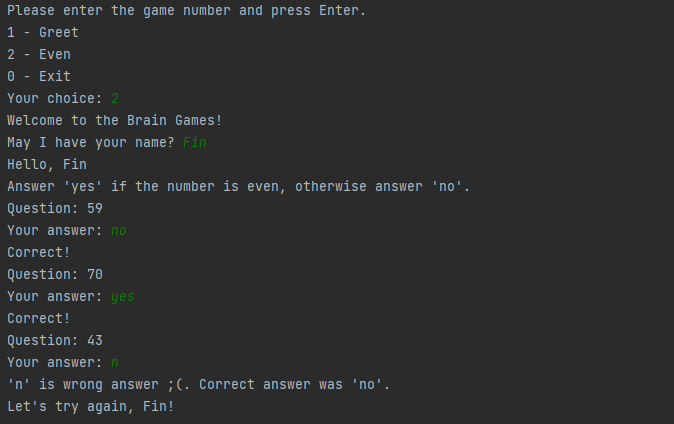 Please enter the game number and press Enter.
1 - Greet
2 - Even
0 - Exit
Your choice: 2
Welcome to the Brain Games!
May I have your name? Fin
Hello, Fin
Answer 'yes' if the number is even, otherwise answer 'no'.
Question: 59
Your answer: no
Correct!
Question: 70
Your answer: yes
Correct!
Question: 43
Your answer: n
'n' is wrong answer ;(. Correct answer was 'no'.
Let's try again, Fin!